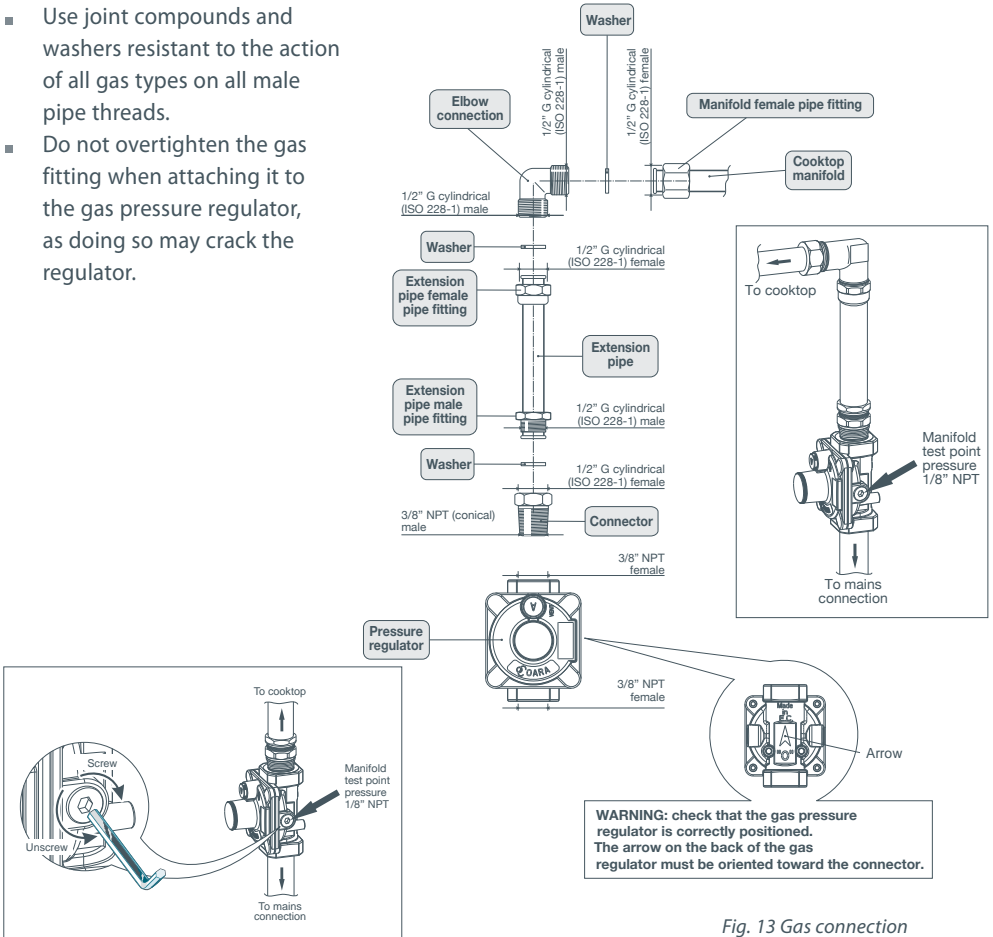 Use joint compounds and
washers resistant to the action
of all gas types on all male
pipe threads.
Do not overtighten the gas
fitting when attaching it to
the gas pressure regulator,
as doing so may crack the
regulator.
Washer
1/2” G cylindrical
(ISO 228-1) male
1/2” G cylindrical
(ISO 228-1) female
Elbow
connection
Manifold female pipe fitting
Cooktop
manifold
1/2” G cylindrical
(ISO 228-1) male
Washer
1/2” G cylindrical
(ISO 228-1) female
Extension
pipe female
pipe fitting
Extension
pipe
Extension
pipe male
pipe fitting
1/2” G cylindrical
(ISO 228-1) male
Washer
1/2” G cylindrical
(ISO 228-1) female
3/8” NPT (conical)
male
Connector
3/8” NPT
female
Pressure
regulator
A
OARA
3/8” NPT
female
To cooktop
Manifold
test point
pressure
1/8” NPT
To mains
connection
Made
in
E.C.
Arrow
WARNING: check that the gas pressure
regulator is correctly positioned.
The arrow on the back of the gas
regulator must be oriented toward the connector.
To cooktop
Screw
Unscrew
Manifold
test point
pressure
1/8” NPT
To mains
connection
Fig. 13 Gas connection